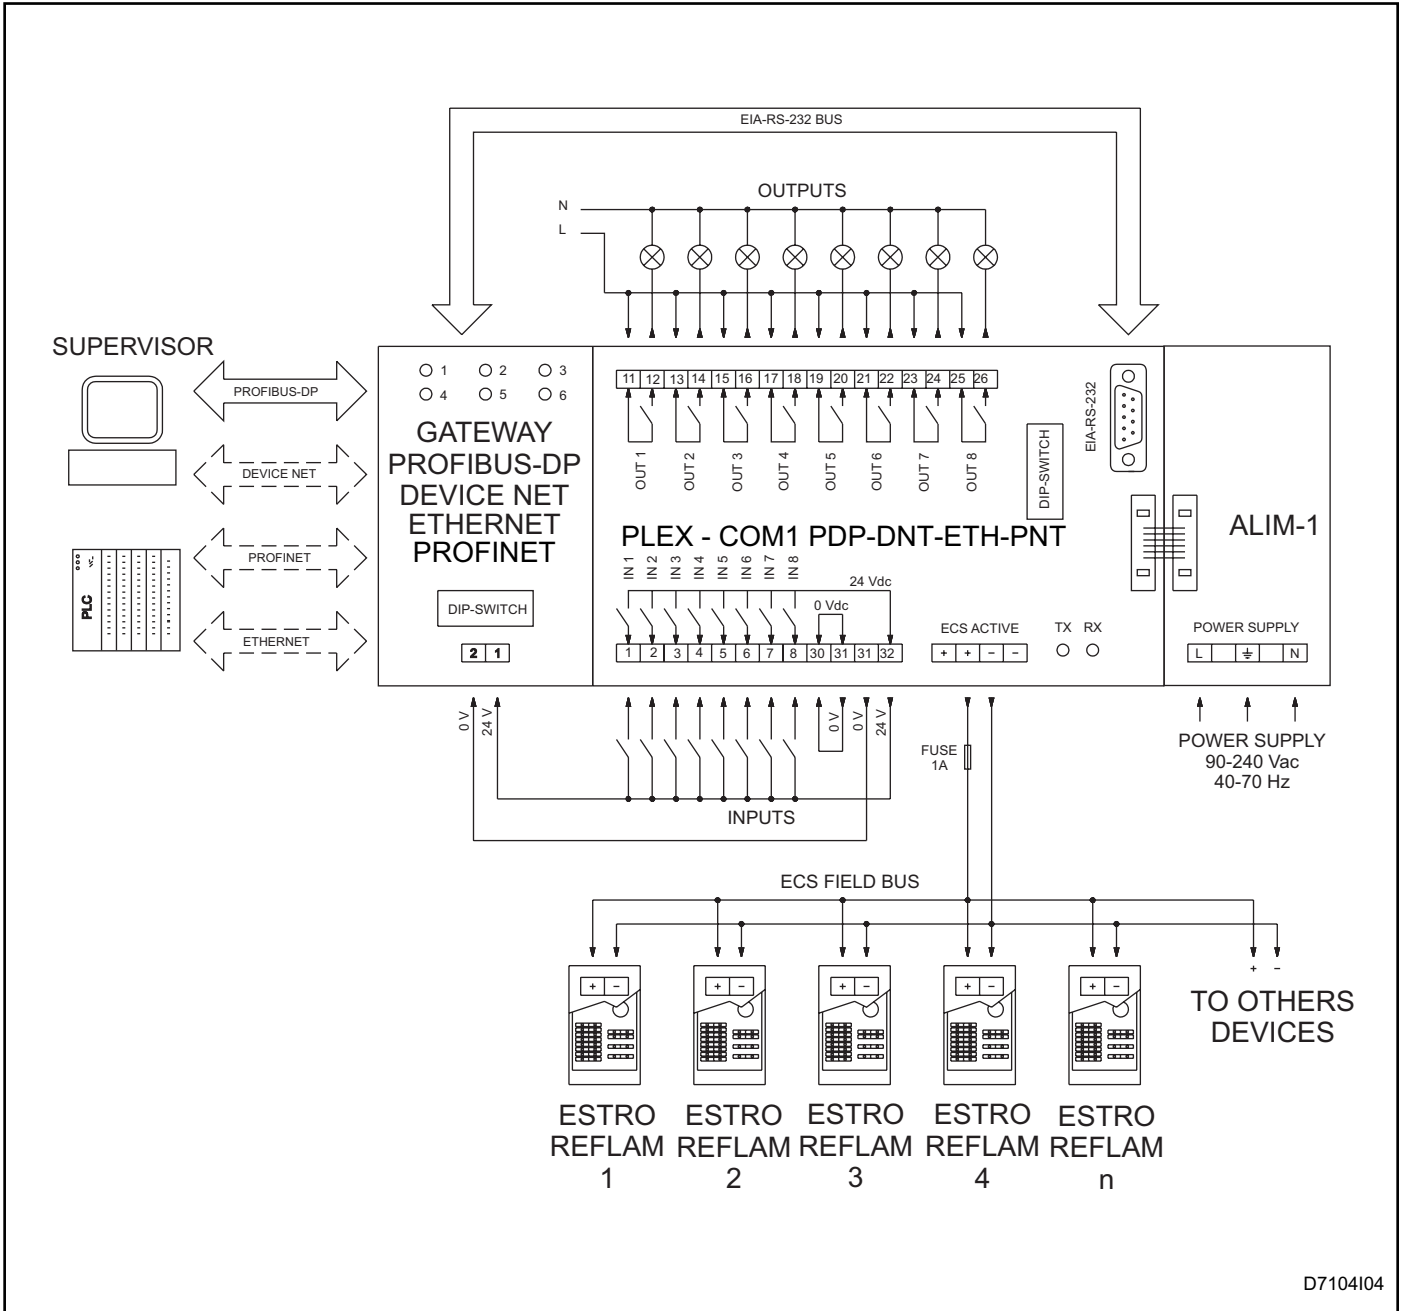 EIA-RS-232 BUS
OUTPUTS
N
L
SUPERVISOR
PROFIBUS-DP
DEVICE NET
PROFINET
ETHERNET
PLC
1 2 3
4 5 6
GATEWAY
PROFIBUS-DP
DEVICE NET
ETHERNET
PROFINET
DIP-SWITCH
2 1
11 12 13 14 15 16 17 18 19 20 21 22 23 24 25 26
OUT 1 OUT 2 OUT 3 OUT 4 OUT 5 OUT 6 OUT 7 OUT 8
DIP-SWITCH
EIA-RS-232
PLEX - COM1 PDP-DNT-ETH-PNT
IN 1 IN 2 IN 3 IN 4 IN 5 IN 6 IN 7 IN 8
24 Vdc
0 Vdc
1 2 3 4 5 6 7 8 30 31 31 32
ECS ACTIVE
+ + − −
TX RX
ALIM-1
POWER SUPPLY
L N
0 V 24 V
0 V 0 V 24 V
INPUTS
FUSE
1A
POWER SUPPLY
90-240 Vac
40-70 Hz
ECS FIELD BUS
+ −
+ −
+ −
+ −
+ −
+ −
TO OTHERS
DEVICES
ESTRO
REFLAM
1
ESTRO
REFLAM
2
ESTRO
REFLAM
3
ESTRO
REFLAM
4
ESTRO
REFLAM
n
D7104I04